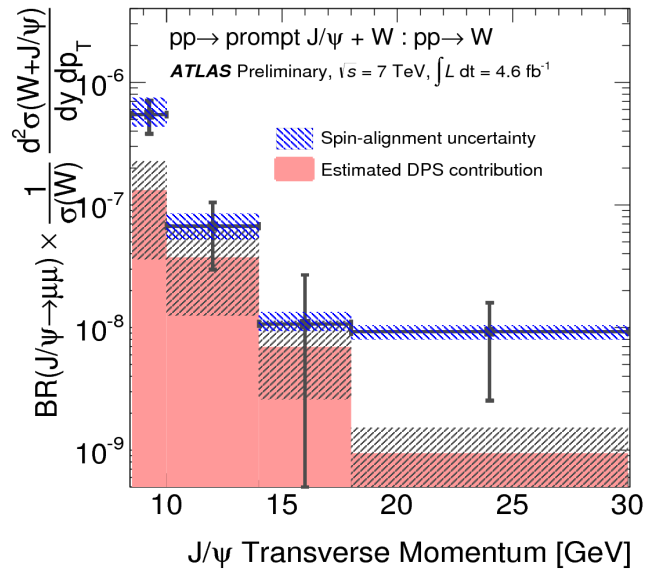 pp→ prompt J/ψ + W : pp→ W
ATLAS Preliminary, √s = 7 TeV, ∫L dt = 4.6 fb⁻¹
Spin-alignment uncertainty
Estimated DPS contribution
BR(J/ψ→μμ) × 1/σ(W) d²σ(W+J/ψ)/dy dp_T
10⁻⁶
10⁻⁷
10⁻⁸
10⁻⁹
10 15 20 25 30
J/ψ Transverse Momentum [GeV]